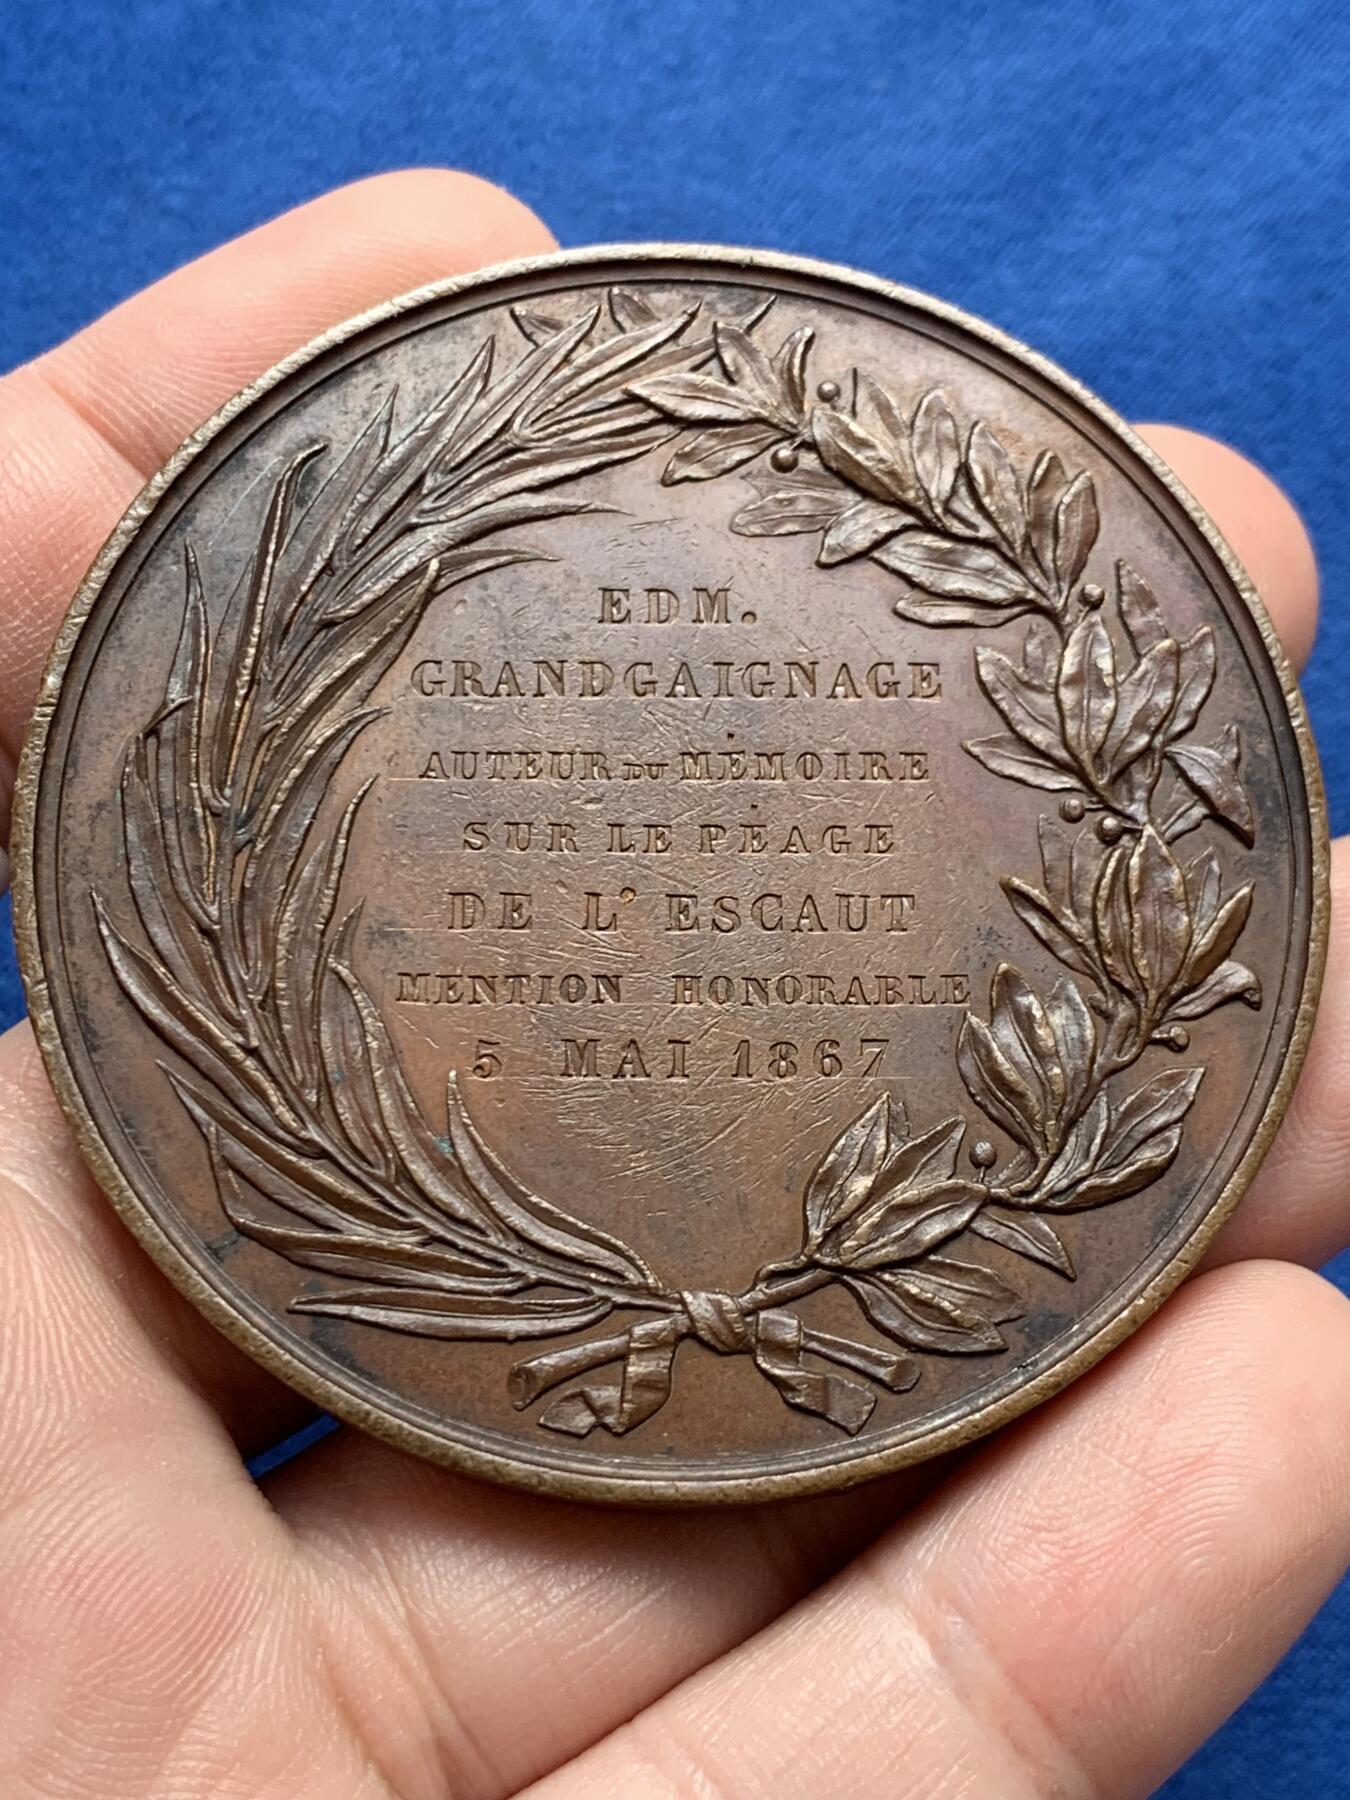 EDM.
GRANDGAIGNAGE
AUTEUR DU MÉMOIRE
SUR LE PÉAGE
DE L'ESCAUT
MENTION HONORABLE
5 MAI 1867